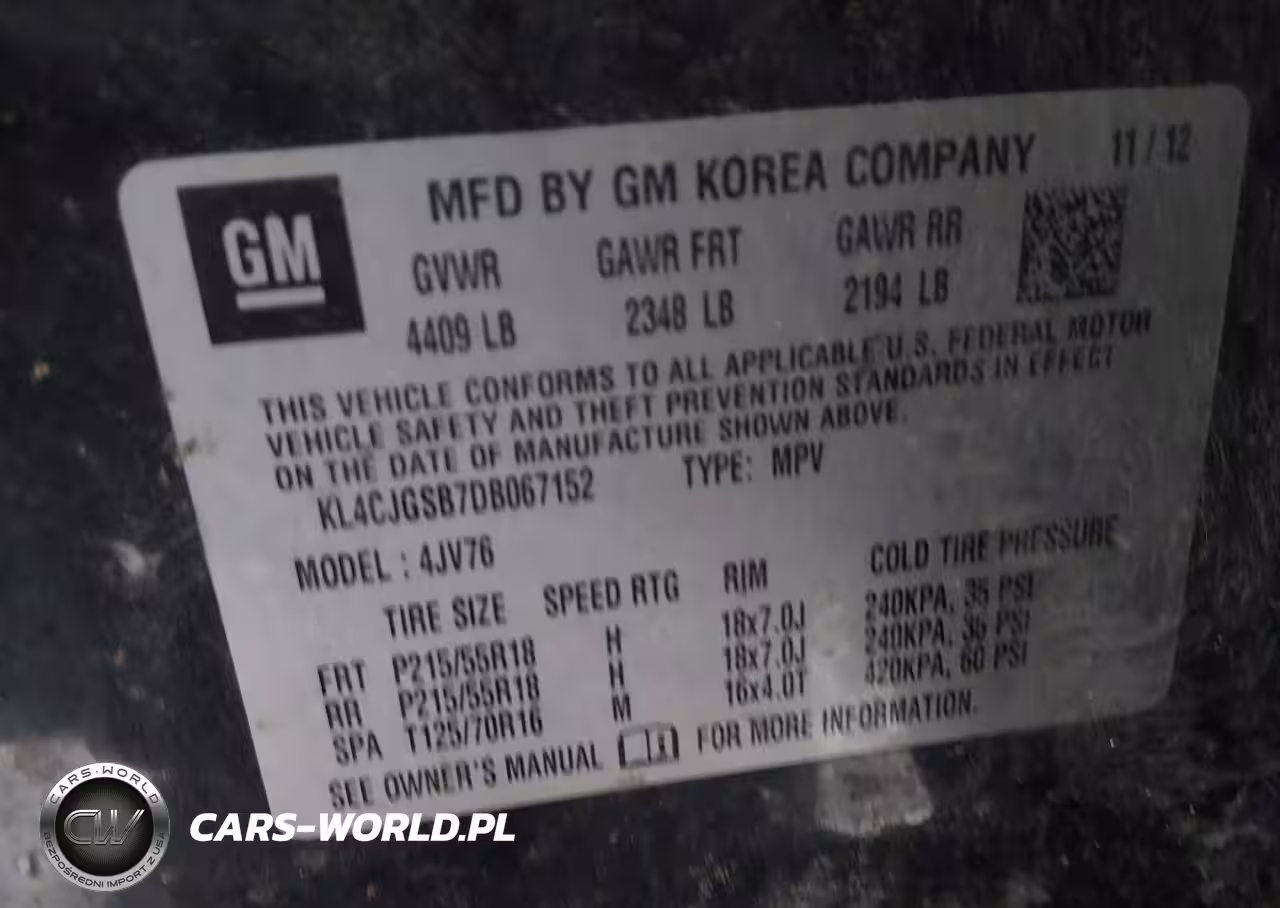 MFD BY GM KOREA COMPANY 11 / 12
GM
GVWR GAWR FRT GAWR RR
4409 LB 2348 LB 2194 LB
THIS VEHICLE CONFORMS TO ALL APPLICABLE U.S. FEDERAL MOTOR
VEHICLE SAFETY AND THEFT PREVENTION STANDARDS IN EFFECT
ON THE DATE OF MANUFACTURE SHOWN ABOVE.
KL4CJGSB7DB067152 TYPE: MPV
MODEL : 4JV76
TIRE SIZE SPEED RTG RIM COLD TIRE PRESSURE
FRT P215/55R18 H 18x7.0J 240KPA, 35 PSI
RR P215/55R18 H 18x7.0J 240KPA, 35 PSI
SPA T125/70R16 M 16x4.0T 420KPA, 60 PSI
SEE OWNER'S MANUAL FOR MORE INFORMATION.
CARS-WORLD
CW
BEZPOŚREDNI IMPORT Z USA
CARS-WORLD.PL